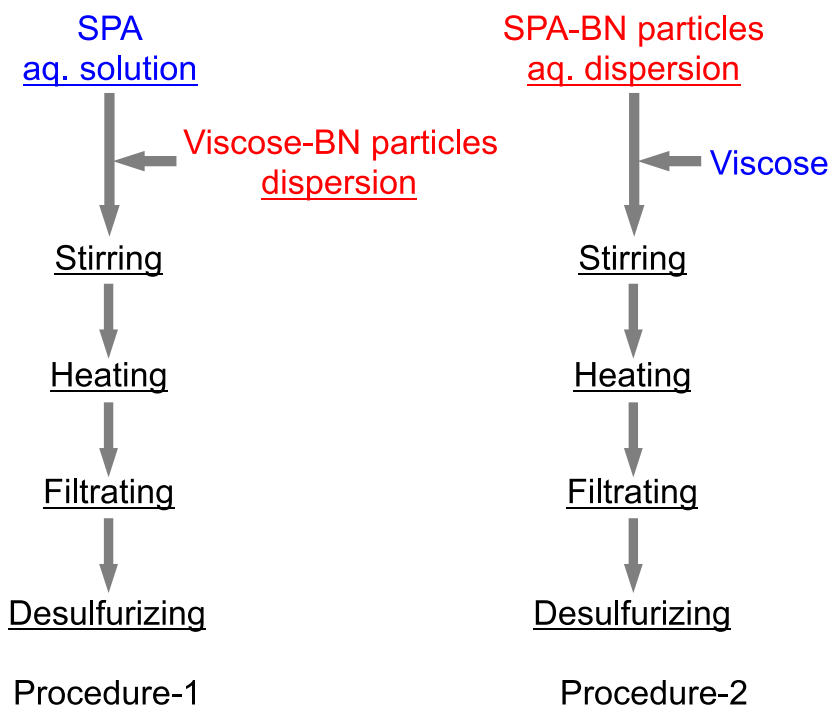 SPA
aq. solution
Viscose-BN particles
dispersion
Stirring
Heating
Filtrating
Desulfurizing
Procedure-1
SPA-BN particles
aq. dispersion
Viscose
Stirring
Heating
Filtrating
Desulfurizing
Procedure-2